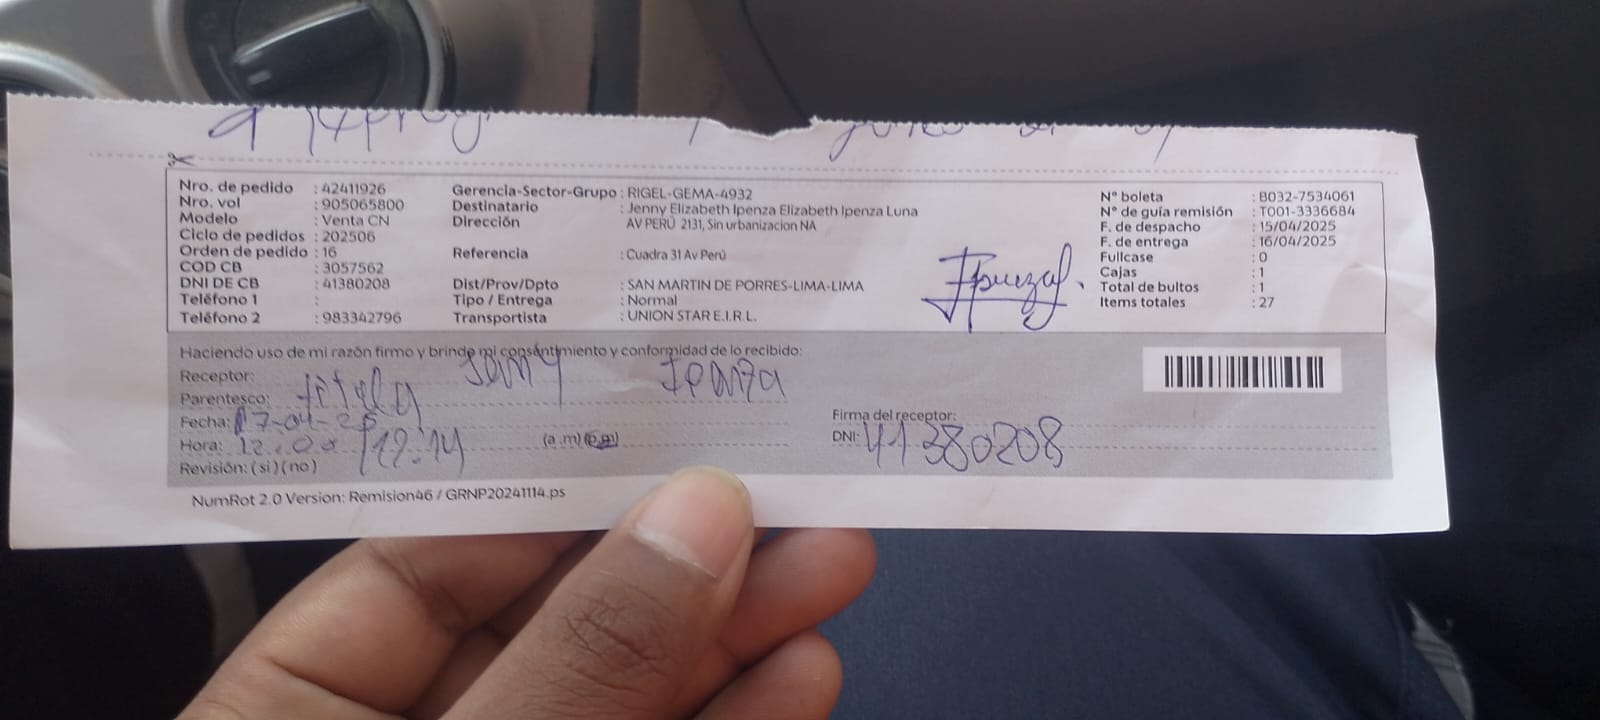 Nro. de pedido : 42411926
Nro. vol : 905065800
Modelo : Venta CN
Ciclo de pedidos : 202506
Orden de pedido : 16
COD CB : 3057562
DNI DE CB : 41380208
Teléfono 1 :
Teléfono 2 : 983342796
Gerencia-Sector-Grupo : RIGEL-GEMA-4932
Destinatario : Jenny Elizabeth Ipenza Elizabeth Ipenza Luna
Dirección AV PERÚ 2131, Sin urbanizacion NA
Referencia : Cuadra 31 Av Perú
Dist/Prov/Dpto : SAN MARTIN DE PORRES-LIMA-LIMA
Tipo / Entrega : Normal
Transportista : UNION STAR E.I.R.L.
N° boleta : B032-7534061
N° de guía remisión : T001-3336684
F. de despacho : 15/04/2025
F. de entrega : 16/04/2025
Fullcase : 0
Cajas : 1
Total de bultos : 1
Items totales : 27
Haciendo uso de mi razón firmo y brinde mi consentimiento y conformidad de lo recibido:
Receptor: Jeny Ipenza
Parentesco: titular
Fecha: 17-04-25
Hora: 12:14 (a.m) (p.m)
Revisión: (si) (no)
Firma del receptor:
DNI: 41380208
NumRot 2.0 Version: Remision46 / GRNP20241114.ps